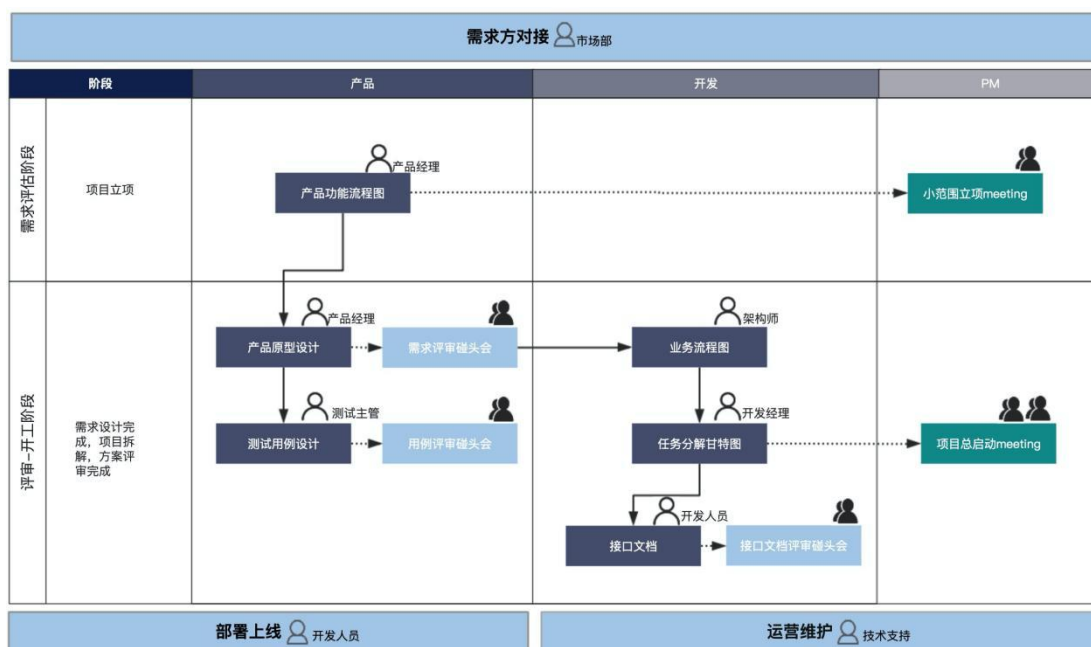 需求方对接 市场部
阶段 产品 开发 PM
需求评估阶段
项目立项
产品经理
产品功能流程图
小范围立项meeting
评审-开工阶段
需求设计完
成，项目拆
解，方案评
审完成
产品经理
架构师
产品原型设计
需求评审碰头会
业务流程图
测试主管
开发经理
测试用例设计
用例评审碰头会
任务分解甘特图
项目总启动meeting
开发人员
接口文档
接口文档评审碰头会
部署上线 开发人员
运营维护 技术支持